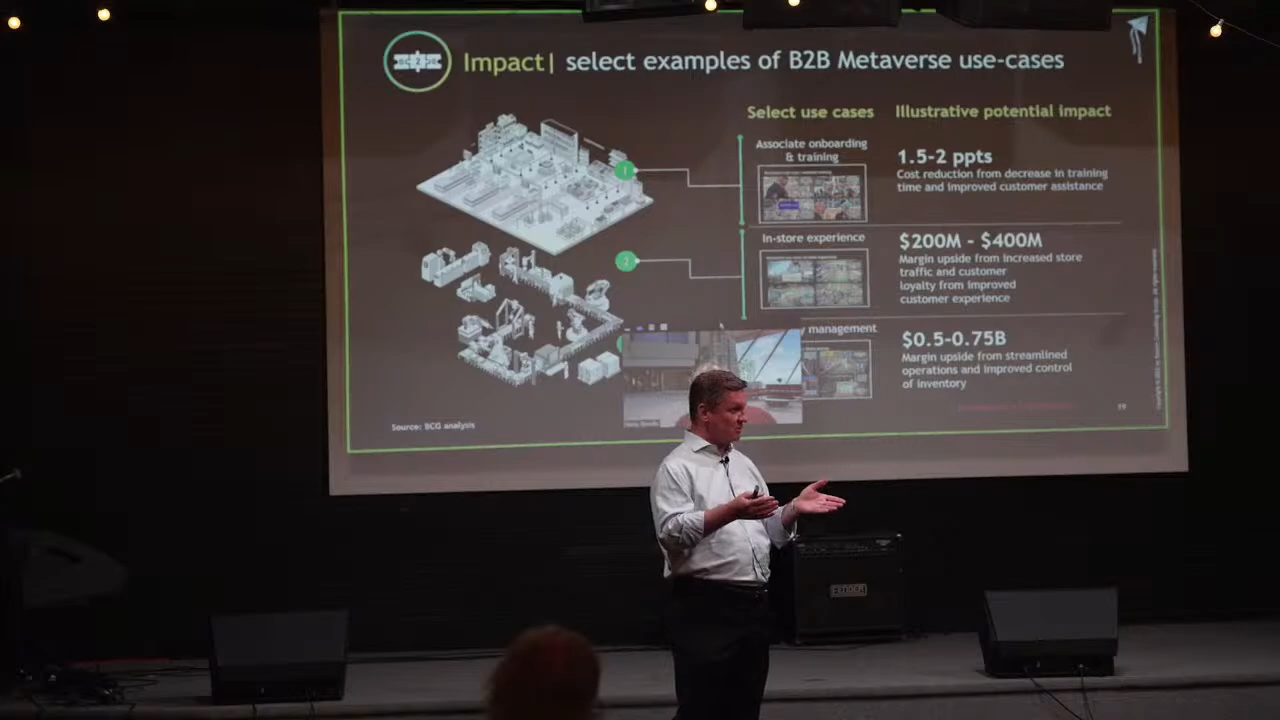 Impact| select examples of B2B Metaverse use-cases
Select use cases
Illustrative potential impact
1
Associate onboarding
& training
1.5-2 ppts
Cost reduction from decrease in training
time and improved customer assistance
2
In-store experience
$200M - $400M
Margin upside from increased store
traffic and customer
loyalty from improved
customer experience
management
$0.5-0.75B
Margin upside from streamlined
operations and improved control
of inventory
Source: BCG analysis
19
FENDER